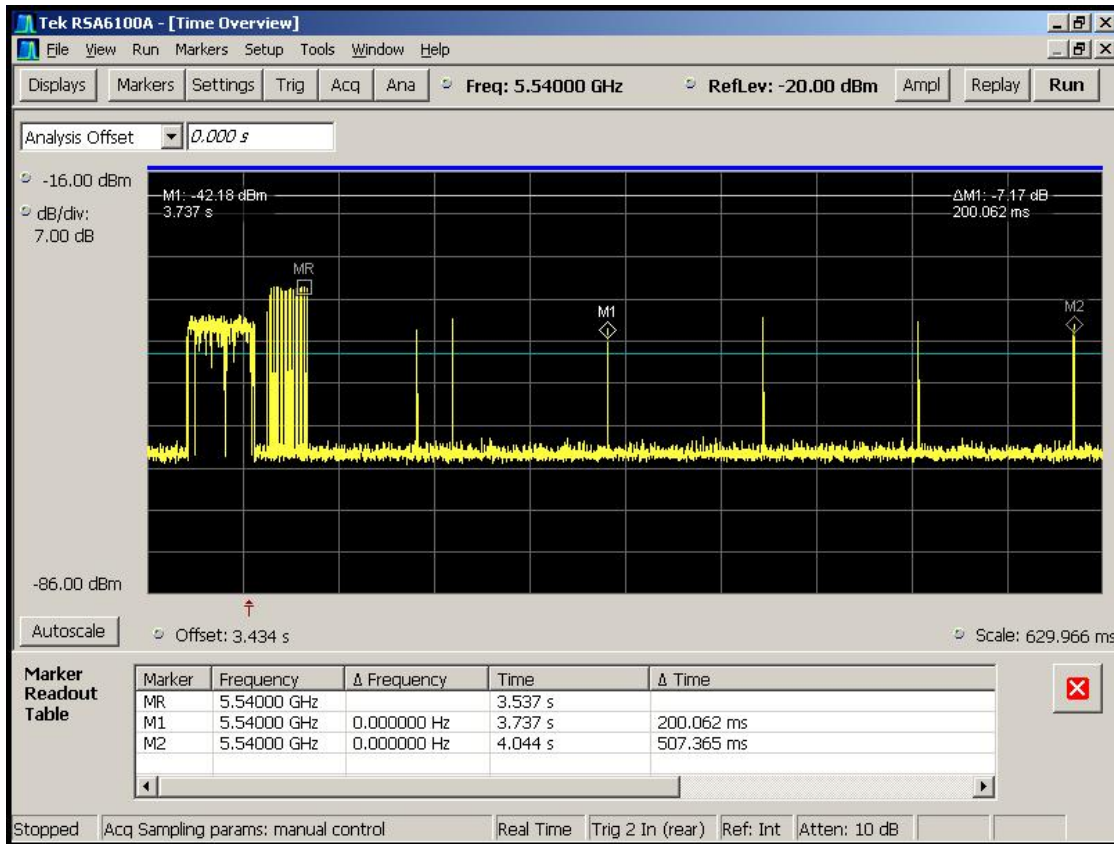 Tek RSA6100A - [Time Overview]
File View Run Markers Setup Tools Window Help
Displays Markers Settings Trig Acq Ana Freq: 5.54000 GHz RefLev: -20.00 dBm Ampl Replay Run
Analysis Offset 0.000 s
-16.00 dBm
dB/div:
7.00 dB
M1: -42.18 dBm
3.737 s
ΔM1: -7.17 dB
200.062 ms
MR
M1
M2
-86.00 dBm
Autoscale Offset: 3.434 s Scale: 629.966 ms
Marker
Readout
Table
Marker Frequency Δ Frequency Time Δ Time
MR 5.54000 GHz 3.537 s
M1 5.54000 GHz 0.000000 Hz 3.737 s 200.062 ms
M2 5.54000 GHz 0.000000 Hz 4.044 s 507.365 ms
Stopped Acq Sampling params: manual control Real Time Trig 2 In (rear) Ref: Int Atten: 10 dB